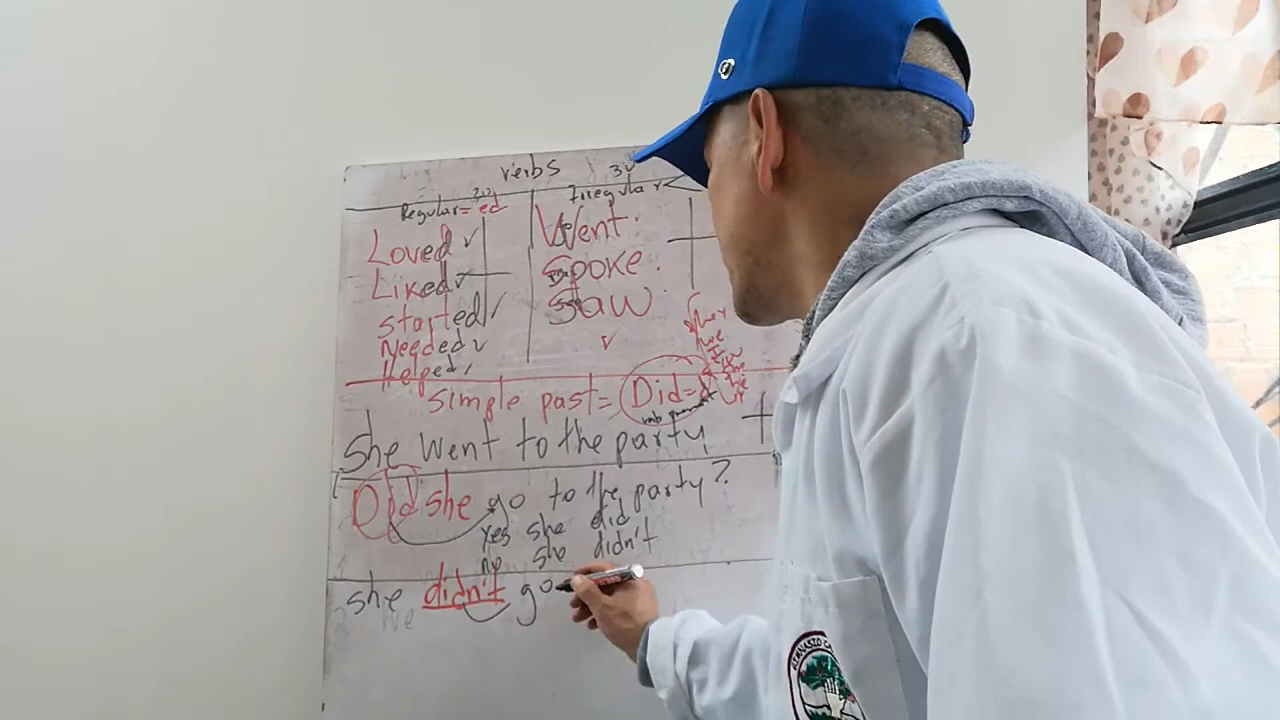 verbs
Regular = ed
Irregular
Loved
Liked
started
Needed
Helped
Went
Spoke
Saw
simple past = Did =
she went to the party
Did she go to the party?
yes she did
no she didn't
she didn't go
GIMNASIO